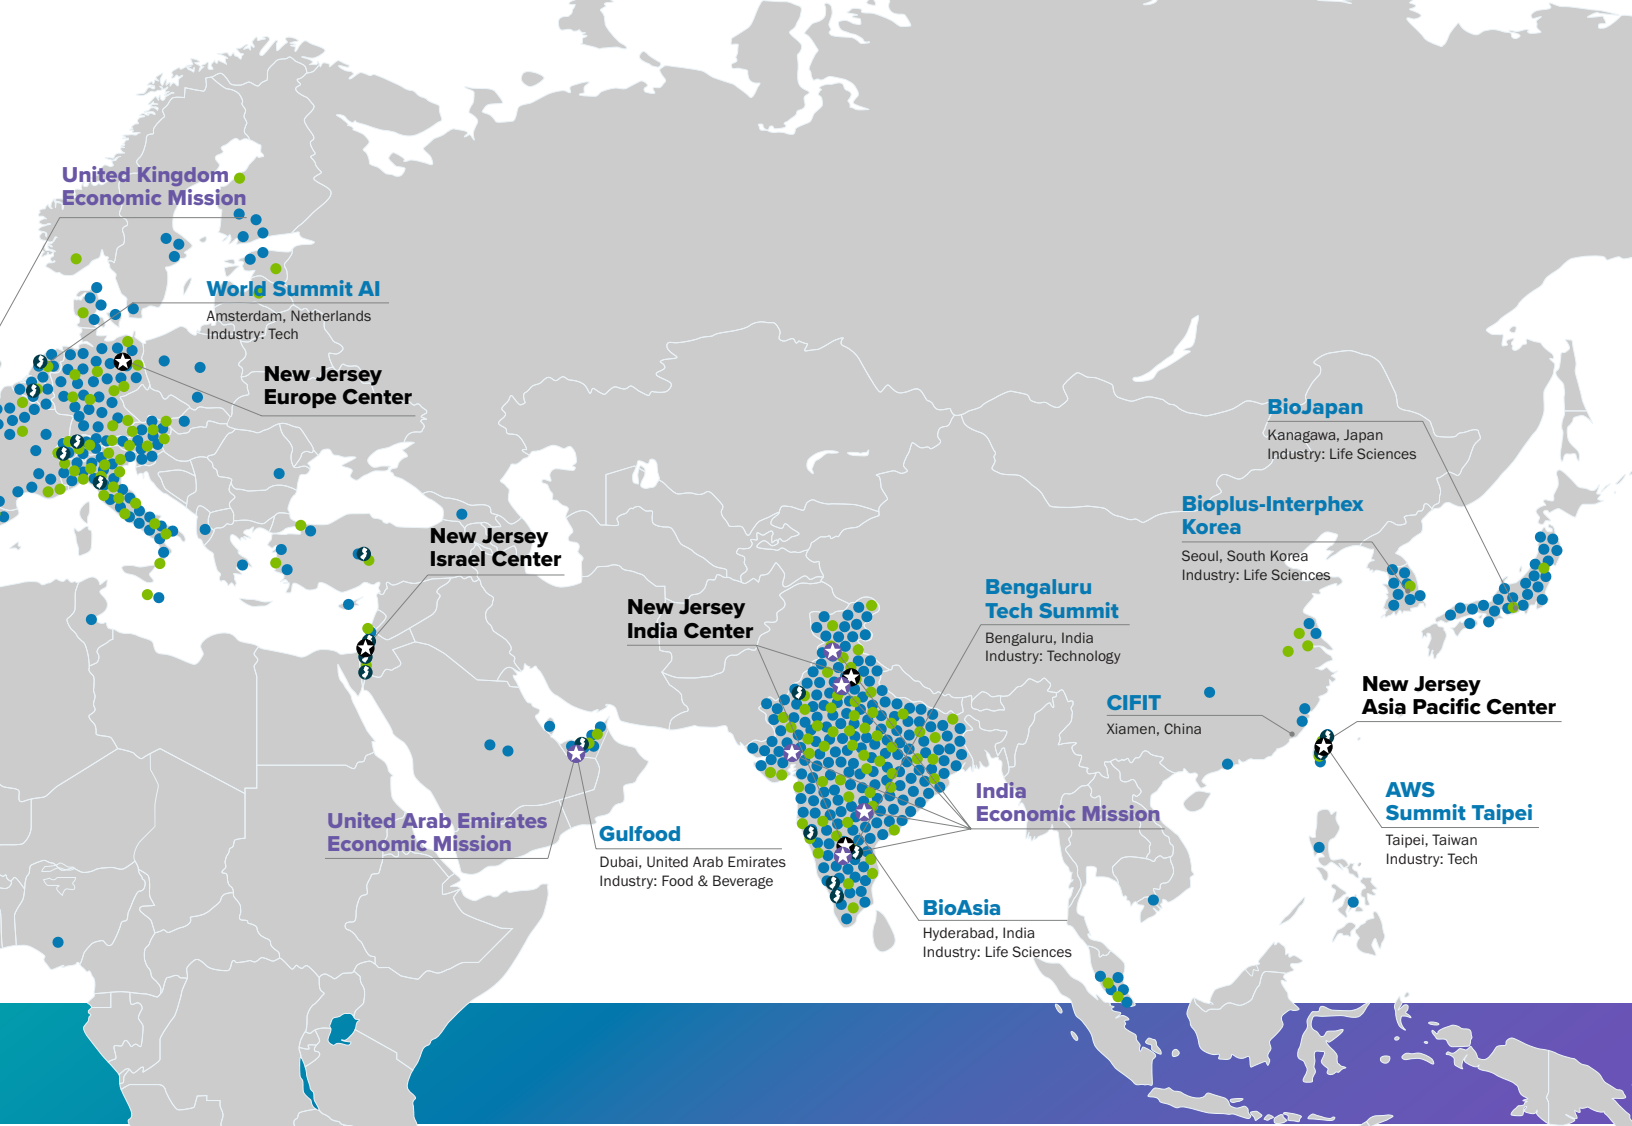 United Kingdom
Economic Mission
World Summit AI
Amsterdam, Netherlands
Industry: Tech
New Jersey
Europe Center
New Jersey
Israel Center
New Jersey
India Center
Bengaluru
Tech Summit
Bengaluru, India
Industry: Technology
BioJapan
Kanagawa, Japan
Industry: Life Sciences
Bioplus-Interphex
Korea
Seoul, South Korea
Industry: Life Sciences
CIFIT
Xiamen, China
New Jersey
Asia Pacific Center
AWS
Summit Taipei
Taipei, Taiwan
Industry: Tech
India
Economic Mission
United Arab Emirates
Economic Mission
Gulfood
Dubai, United Arab Emirates
Industry: Food & Beverage
BioAsia
Hyderabad, India
Industry: Life Sciences